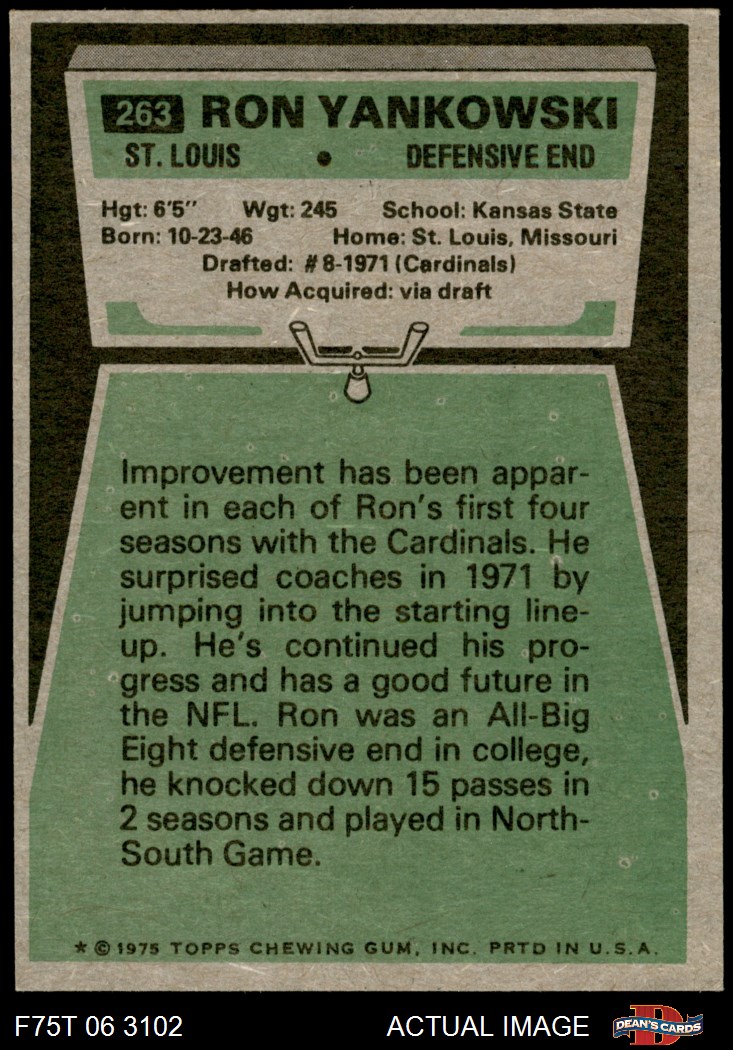 263 RON YANKOWSKI
ST. LOUIS • DEFENSIVE END
Hgt: 6'5" Wgt: 245 School: Kansas State
Born: 10-23-46 Home: St. Louis, Missouri
Drafted: #8-1971 (Cardinals)
How Acquired: via draft
Improvement has been appar-
ent in each of Ron's first four
seasons with the Cardinals. He
surprised coaches in 1971 by
jumping into the starting line-
up. He's continued his pro-
gress and has a good future in
the NFL. Ron was an All-Big
Eight defensive end in college,
he knocked down 15 passes in
2 seasons and played in North-
South Game.
* © 1975 TOPPS CHEWING GUM, INC. PRTD IN U.S.A.
F75T 06 3102 ACTUAL IMAGE D DEAN'S CARDS